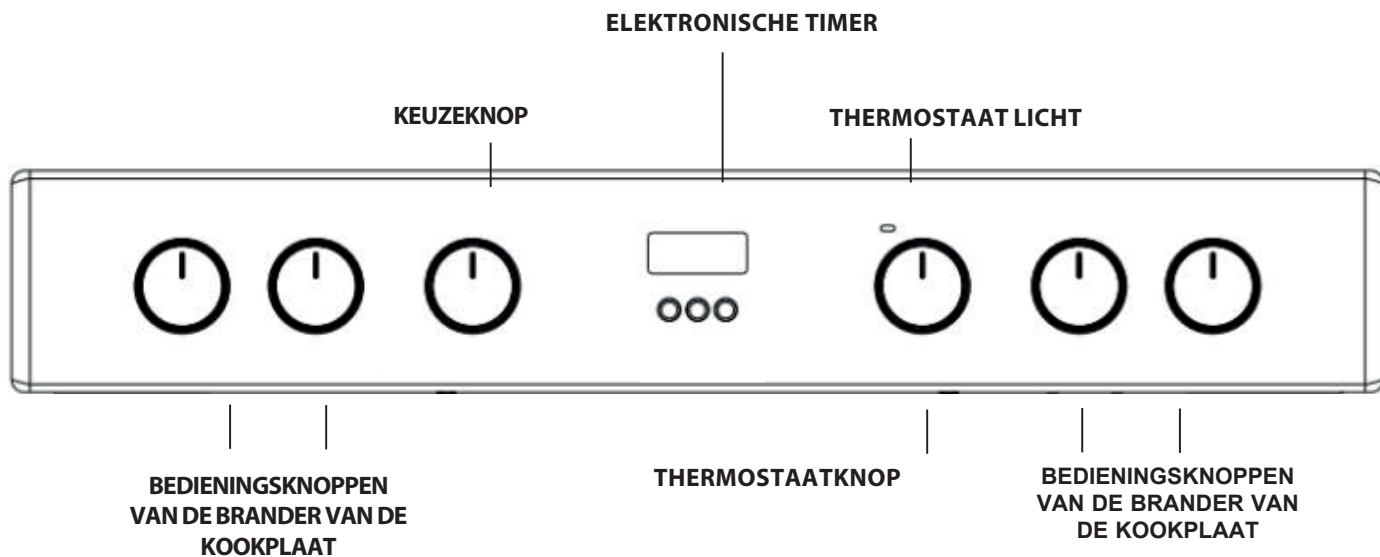 ELEKTRONISCHE TIMER
KEUZEKNOP
THERMOSTAAT LICHT
BEDIENINGSKNOPPEN
VAN DE BRANDER VAN DE
KOOKPLAAT
THERMOSTAATKNOP
BEDIENINGSKNOPPEN
VAN DE BRANDER VAN
DE KOOKPLAAT